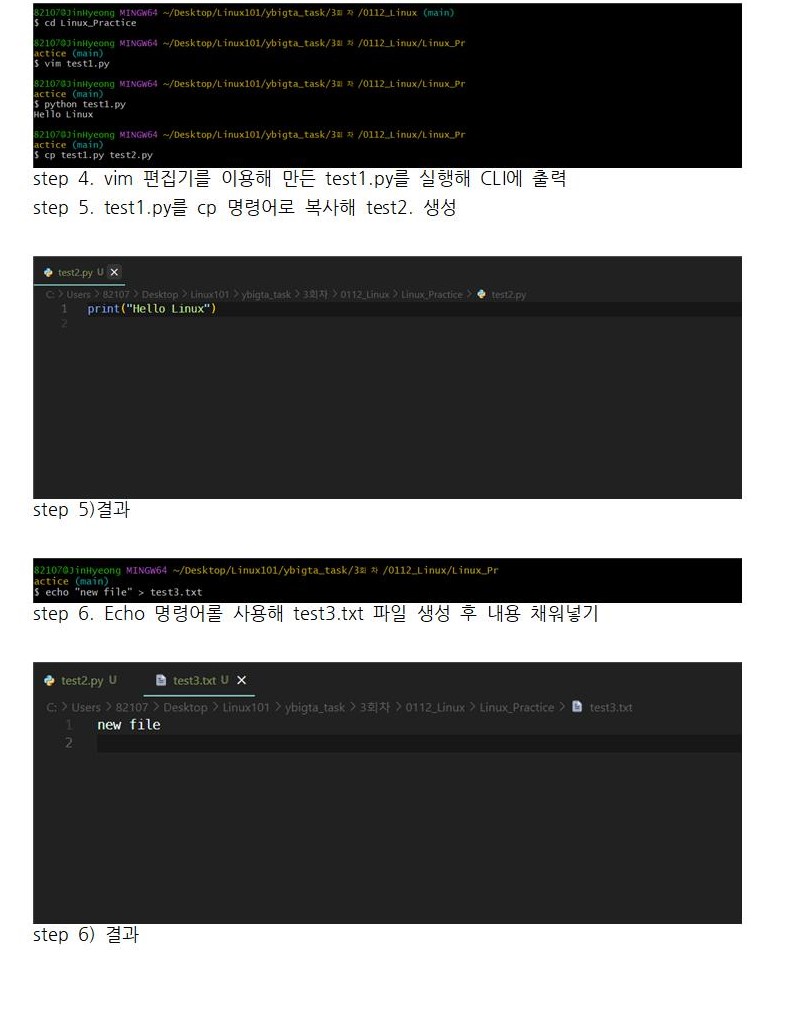 82107@JinHyeong MINGW64 ~/Desktop/Linux101/ybigta_task/3회 차 /0112_Linux (main)
$ cd Linux_Practice
82107@JinHyeong MINGW64 ~/Desktop/Linux101/ybigta_task/3회 차 /0112_Linux/Linux_Pr
actice (main)
$ vim test1.py
82107@JinHyeong MINGW64 ~/Desktop/Linux101/ybigta_task/3회 차 /0112_Linux/Linux_Pr
actice (main)
$ python test1.py
Hello Linux
82107@JinHyeong MINGW64 ~/Desktop/Linux101/ybigta_task/3회 차 /0112_Linux/Linux_Pr
actice (main)
$ cp test1.py test2.py
step 4. vim 편집기를 이용해 만든 test1.py를 실행해 CLI에 출력
step 5. test1.py를 cp 명령어로 복사해 test2. 생성
test2.py U ×
C: > Users > 82107 > Desktop > Linux101 > ybigta_task > 3회차 > 0112_Linux > Linux_Practice > test2.py
1 print("Hello Linux")
2
step 5)결과
82107@JinHyeong MINGW64 ~/Desktop/Linux101/ybigta_task/3회 차 /0112_Linux/Linux_Pr
actice (main)
$ echo "new file" > test3.txt
step 6. Echo 명령어롤 사용해 test3.txt 파일 생성 후 내용 채워넣기
test2.py U test3.txt U ×
C: > Users > 82107 > Desktop > Linux101 > ybigta_task > 3회차 > 0112_Linux > Linux_Practice > test3.txt
1 new file
2
step 6) 결과